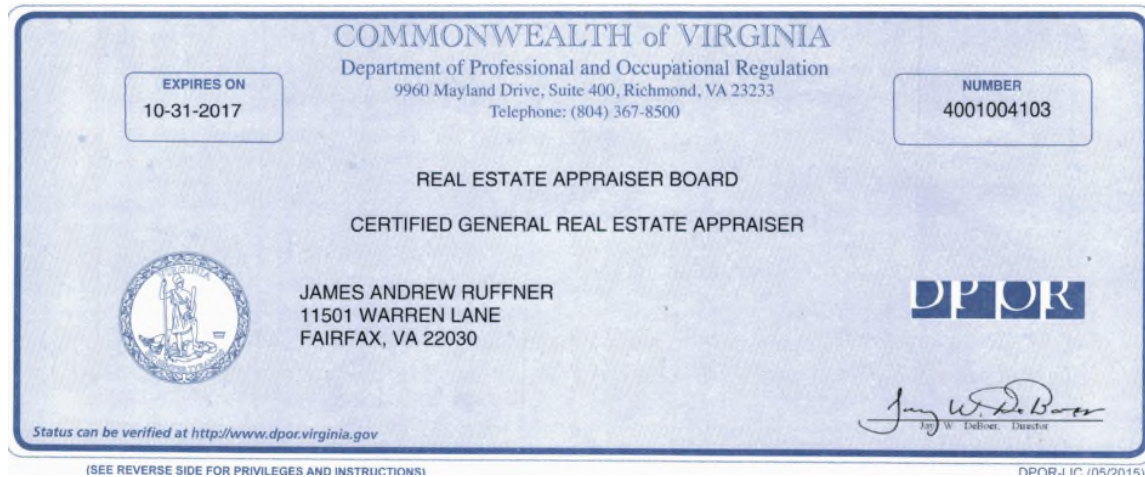 COMMONWEALTH of VIRGINIA
Department of Professional and Occupational Regulation
9960 Mayland Drive, Suite 400, Richmond, VA 23233
Telephone: (804) 367-8500
EXPIRES ON
10-31-2017
NUMBER
4001004103
REAL ESTATE APPRAISER BOARD
CERTIFIED GENERAL REAL ESTATE APPRAISER
VIRGINIA
JAMES ANDREW RUFFNER
11501 WARREN LANE
FAIRFAX, VA 22030
DPOR
Jay W. DeBoer
Jay W. DeBoer, Director
Status can be verified at http://www.dpor.virginia.gov
(SEE REVERSE SIDE FOR PRIVILEGES AND INSTRUCTIONS)
DPOR-LIC (05/2015)